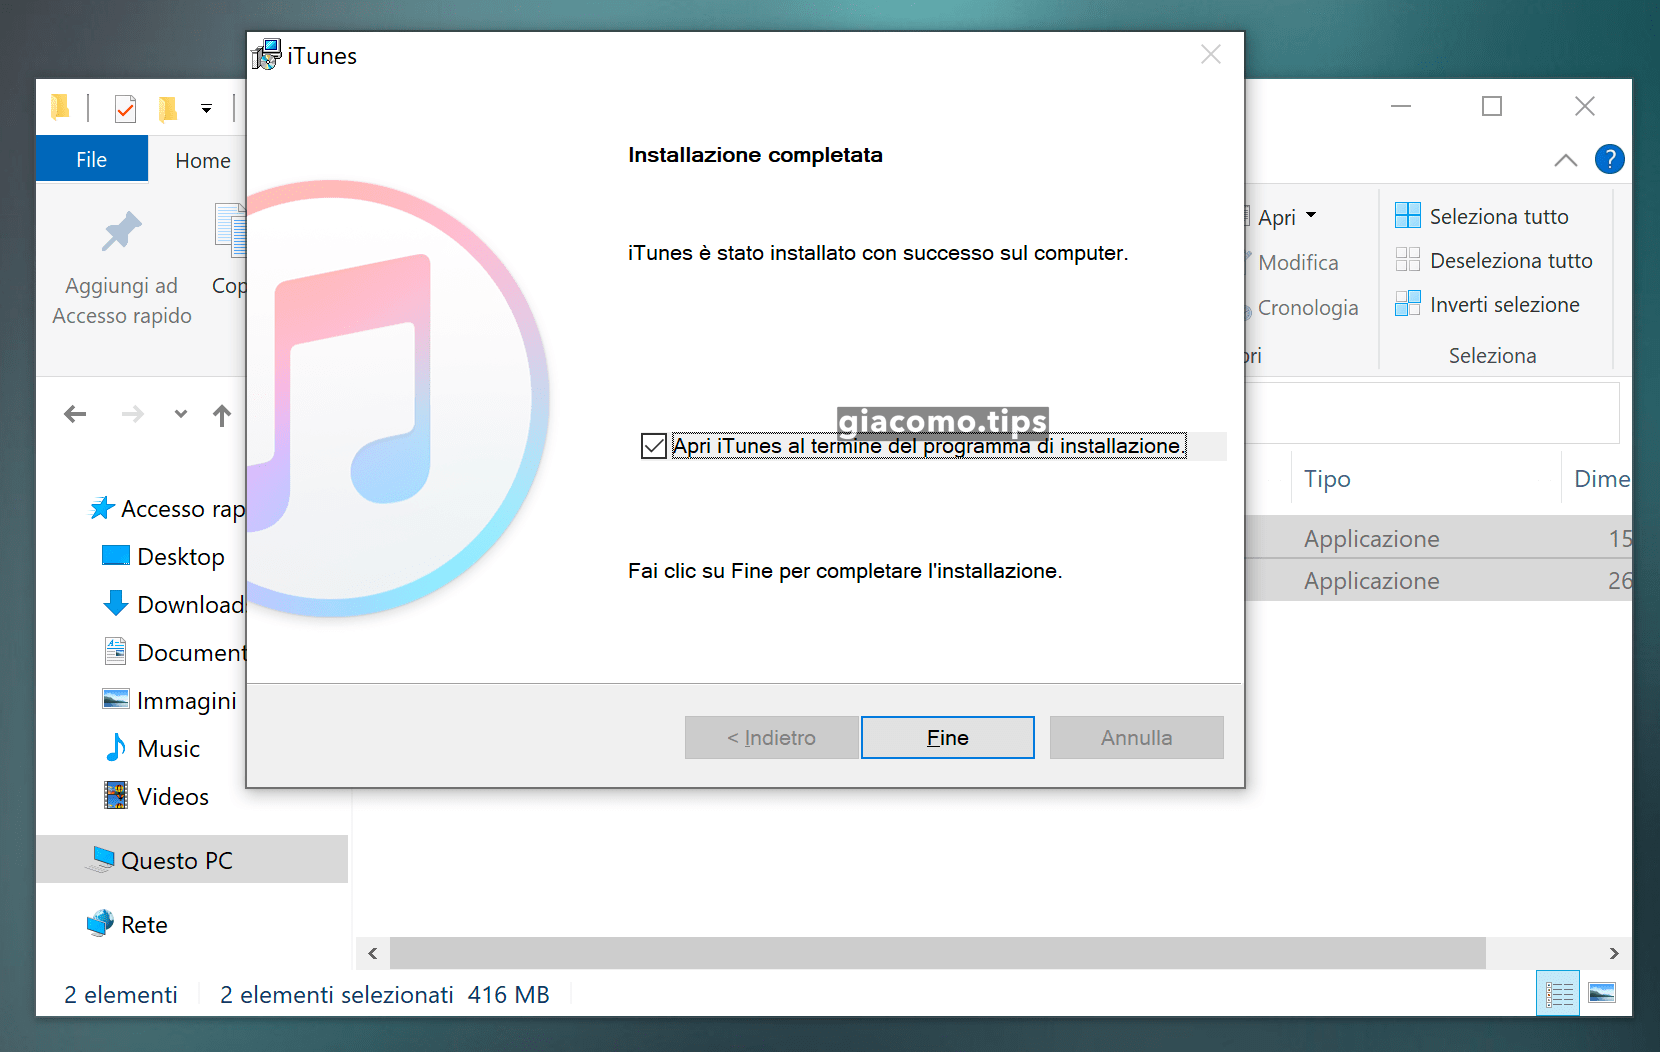 iTunes
Installazione completata
iTunes è stato installato con successo sul computer.
giacomo.tips
Apri iTunes al termine del programma di installazione.
Fai clic su Fine per completare l'installazione.
< Indietro
Fine
Annulla
File
Home
Aggiungi ad
Accesso rapido
Cop
Apri
Modifica
Cronologia
pri
Seleziona tutto
Deseleziona tutto
Inverti selezione
Seleziona
?
Tipo
Dime
Applicazione 15
Applicazione 26
Accesso rap
Desktop
Download
Document
Immagini
Music
Videos
Questo PC
Rete
2 elementi
2 elementi selezionati 416 MB